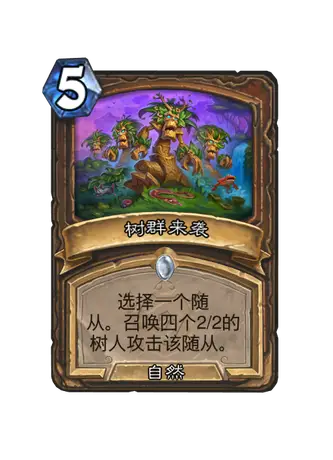 5
树群来袭
选择一个随
从。召唤四个2/2的
树人攻击该随从。
自然